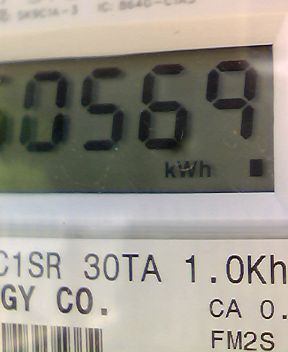 0569
kWh
C1SR 30TA 1.0Kh
GY CO.
CA 0.
FM2S